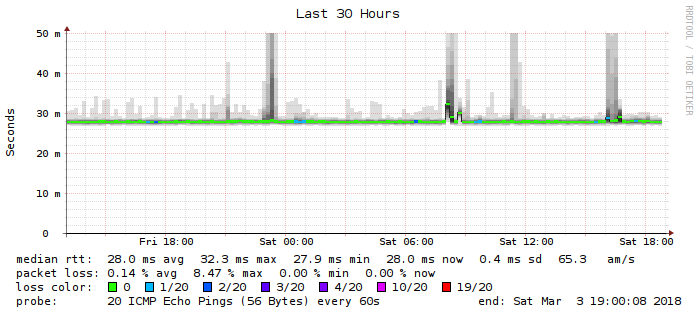 Last 30 Hours
RRDTOOL / TOBI OETIKER
Seconds
50 m
40 m
30 m
20 m
10 m
0
Fri 18:00 Sat 00:00 Sat 06:00 Sat 12:00 Sat 18:00
median rtt: 28.0 ms avg 32.3 ms max 27.9 ms min 28.0 ms now 0.4 ms sd 65.3 am/s
packet loss: 0.14 % avg 8.47 % max 0.00 % min 0.00 % now
loss color: 0 1/20 2/20 3/20 4/20 10/20 19/20
probe: 20 ICMP Echo Pings (56 Bytes) every 60s end: Sat Mar 3 19:00:08 2018